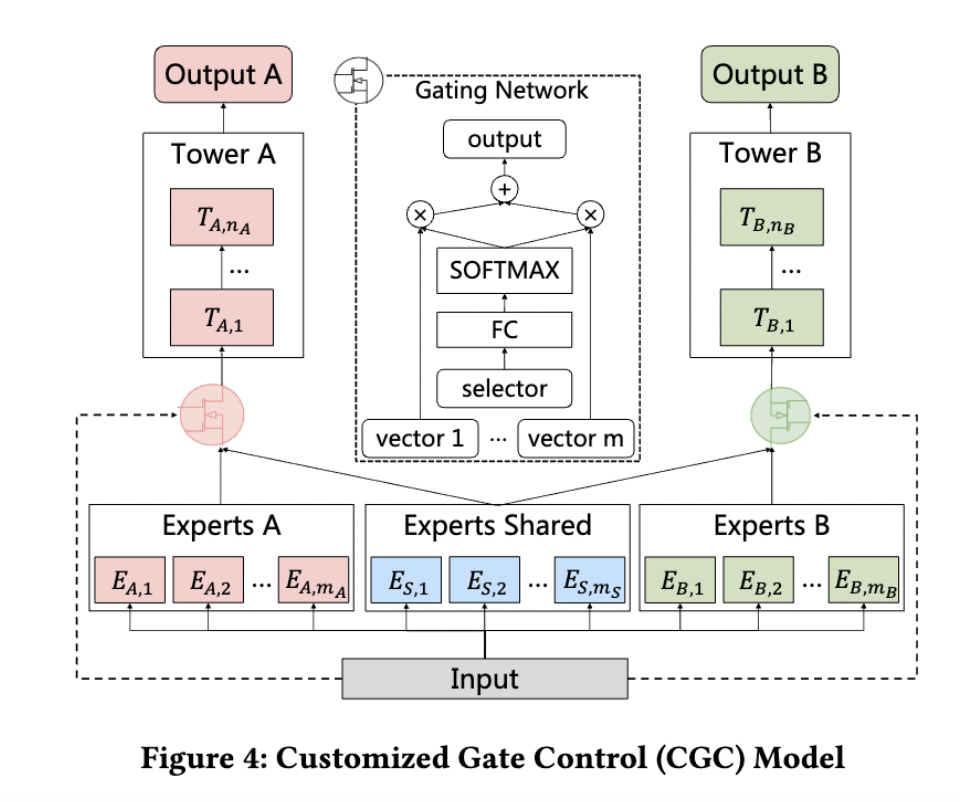 Output A
Output B
Gating Network
output
Tower A
Tower B
+
×
×
T_{A,n_A}
T_{B,n_B}
...
...
SOFTMAX
T_{A,1}
T_{B,1}
FC
selector
vector 1 ... vector m
Experts A
Experts Shared
Experts B
E_{A,1} E_{A,2} ... E_{A,m_A}
E_{S,1} E_{S,2} ... E_{S,m_S}
E_{B,1} E_{B,2} ... E_{B,m_B}
Input
Figure 4: Customized Gate Control (CGC) Model